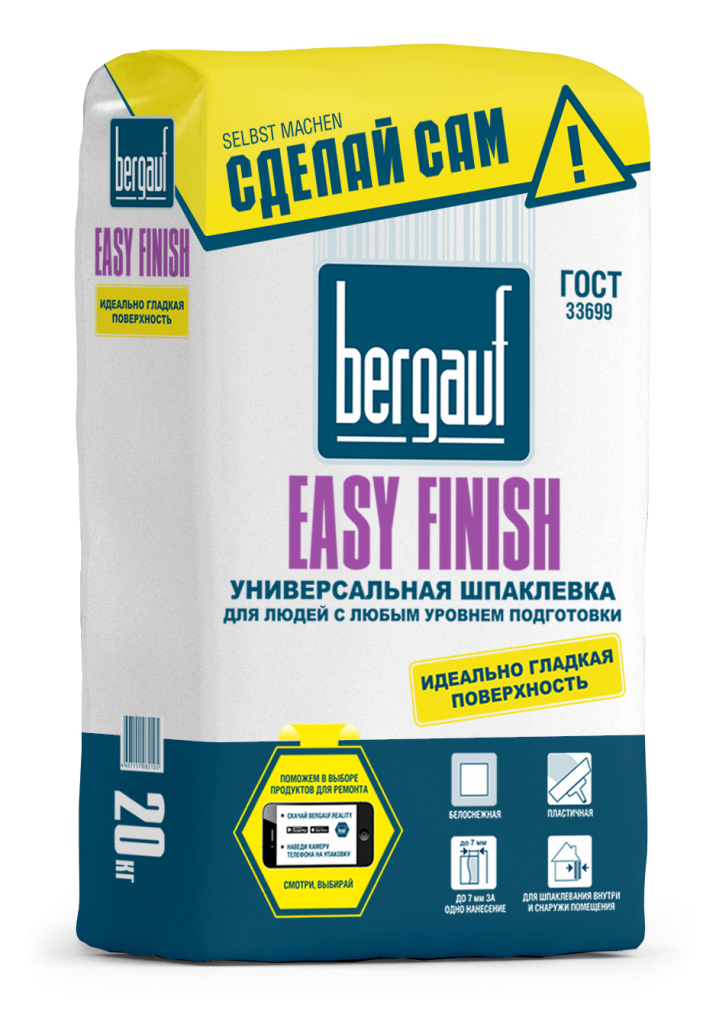 SELBST MACHEN
СДЕЛАЙ САМ
!
bergauf
EASY FINISH
ИДЕАЛЬНО ГЛАДКАЯ
ПОВЕРХНОСТЬ
ГОСТ
33699
bergauf
EASY FINISH
УНИВЕРСАЛЬНАЯ ШПАКЛЕВКА
ДЛЯ ЛЮДЕЙ С ЛЮБЫМ УРОВНЕМ ПОДГОТОВКИ
ИДЕАЛЬНО ГЛАДКАЯ
ПОВЕРХНОСТЬ
20 КГ
ПОМОЖЕМ В ВЫБОРЕ
ПРОДУКТОВ ДЛЯ РЕМОНТА
• СКАЧАЙ BERGAUF.REALITY
• НАВЕДИ КАМЕРУ
ТЕЛЕФОНА НА УПАКОВКУ
СМОТРИ, ВЫБИРАЙ
БЕЛОСНЕЖНАЯ
ПЛАСТИЧНАЯ
до 7 мм
ДО 7 мм ЗА
ОДНО НАНЕСЕНИЕ
ДЛЯ ШПАКЛЕВАНИЯ ВНУТРИ
И СНАРУЖИ ПОМЕЩЕНИЯ